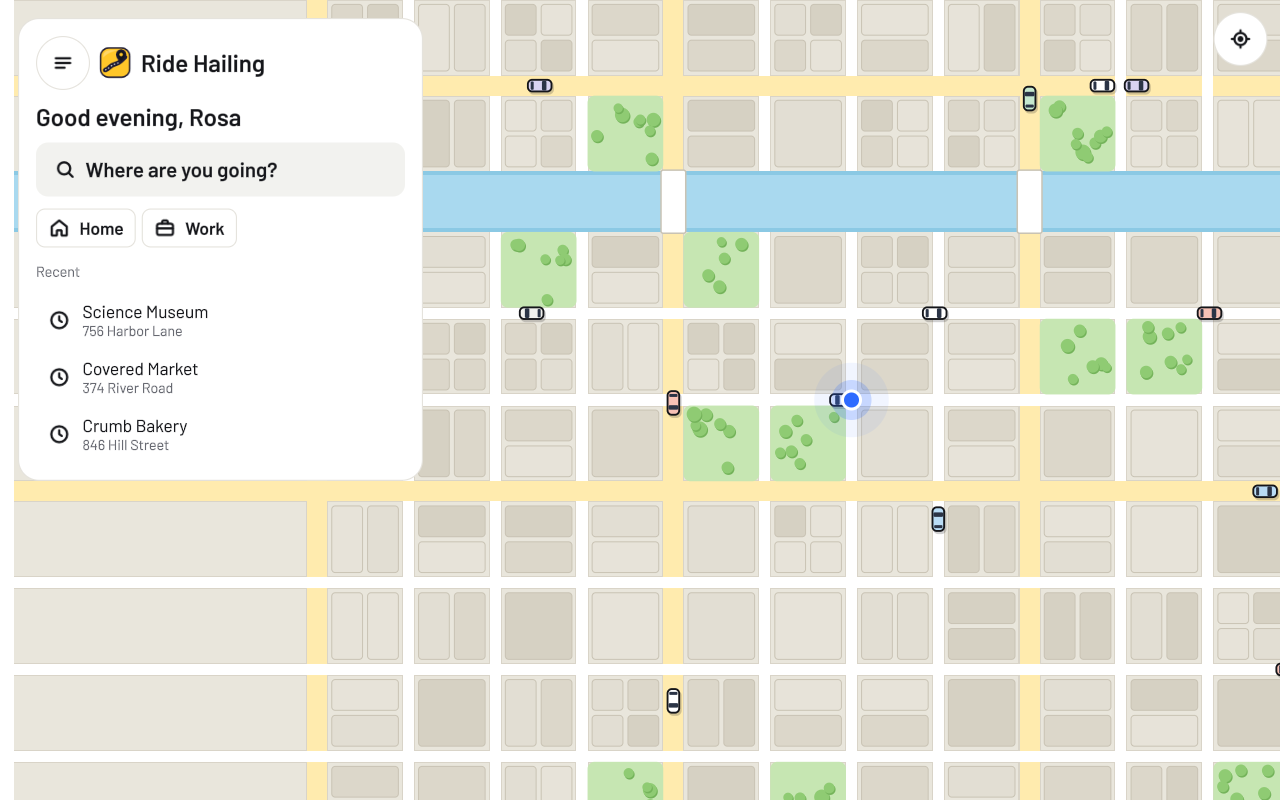 Ride Hailing
Good evening, Rosa
Where are you going?
Home
Work
Recent
Science Museum
756 Harbor Lane
Covered Market
374 River Road
Crumb Bakery
846 Hill Street